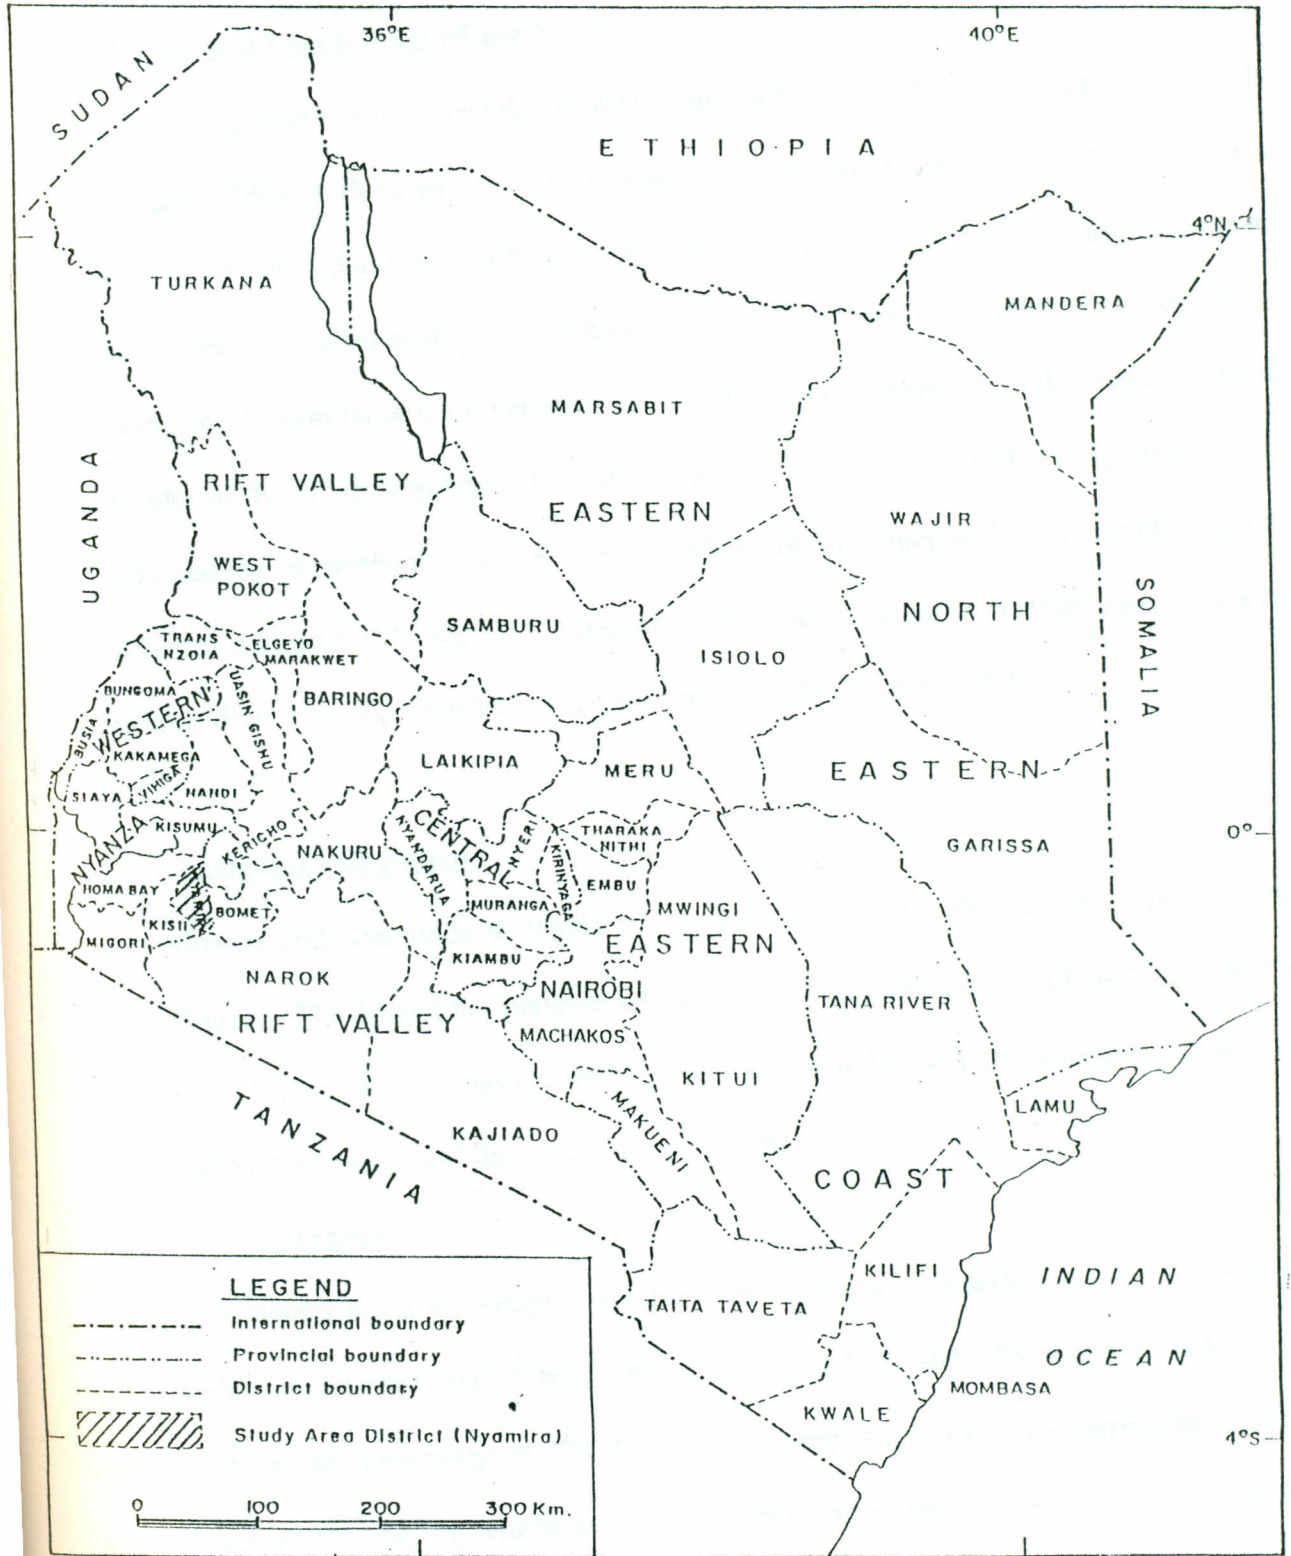 36°E
40°E
SUDAN
ETHIOPIA
4°N
TURKANA
MANDERA
MARSABIT
UGANDA
RIFT VALLEY
EASTERN
WAJIR
WEST
POKOT
NORTH
SOMALIA
TRANS
NZOIA
ELGEYO
MARAKWET
SAMBURU
ISIOLO
BUNGOMA
UASIN GISHU
BARINGO
WESTERN
BUSIA
KAKAMEGA
LAIKIPIA
MERU
EASTERN
SIAYA
VIHIGA
NANDI
NYANZA
KISUMU
KERICHO
NAKURU
NYANDARUA
CENTRAL
NYERI
KIRINYAGA
THARAKA
NITHI
0°
GARISSA
HOMA BAY
EMBU
KISII
BOMET
MURANGA
MWINGI
MIGORI
EASTERN
KIAMBU
NAROK
NAIROBI
TANA RIVER
RIFT VALLEY
MACHAKOS
KITUI
LAMU
TANZANIA
KAJIADO
MAKUENI
COAST
KILIFI
INDIAN
OCEAN
TAITA TAVETA
MOMBASA
KWALE
4°S
LEGEND
International boundary
Provincial boundary
District boundary
Study Area District (Nyamira)
0 100 200 300 Km.